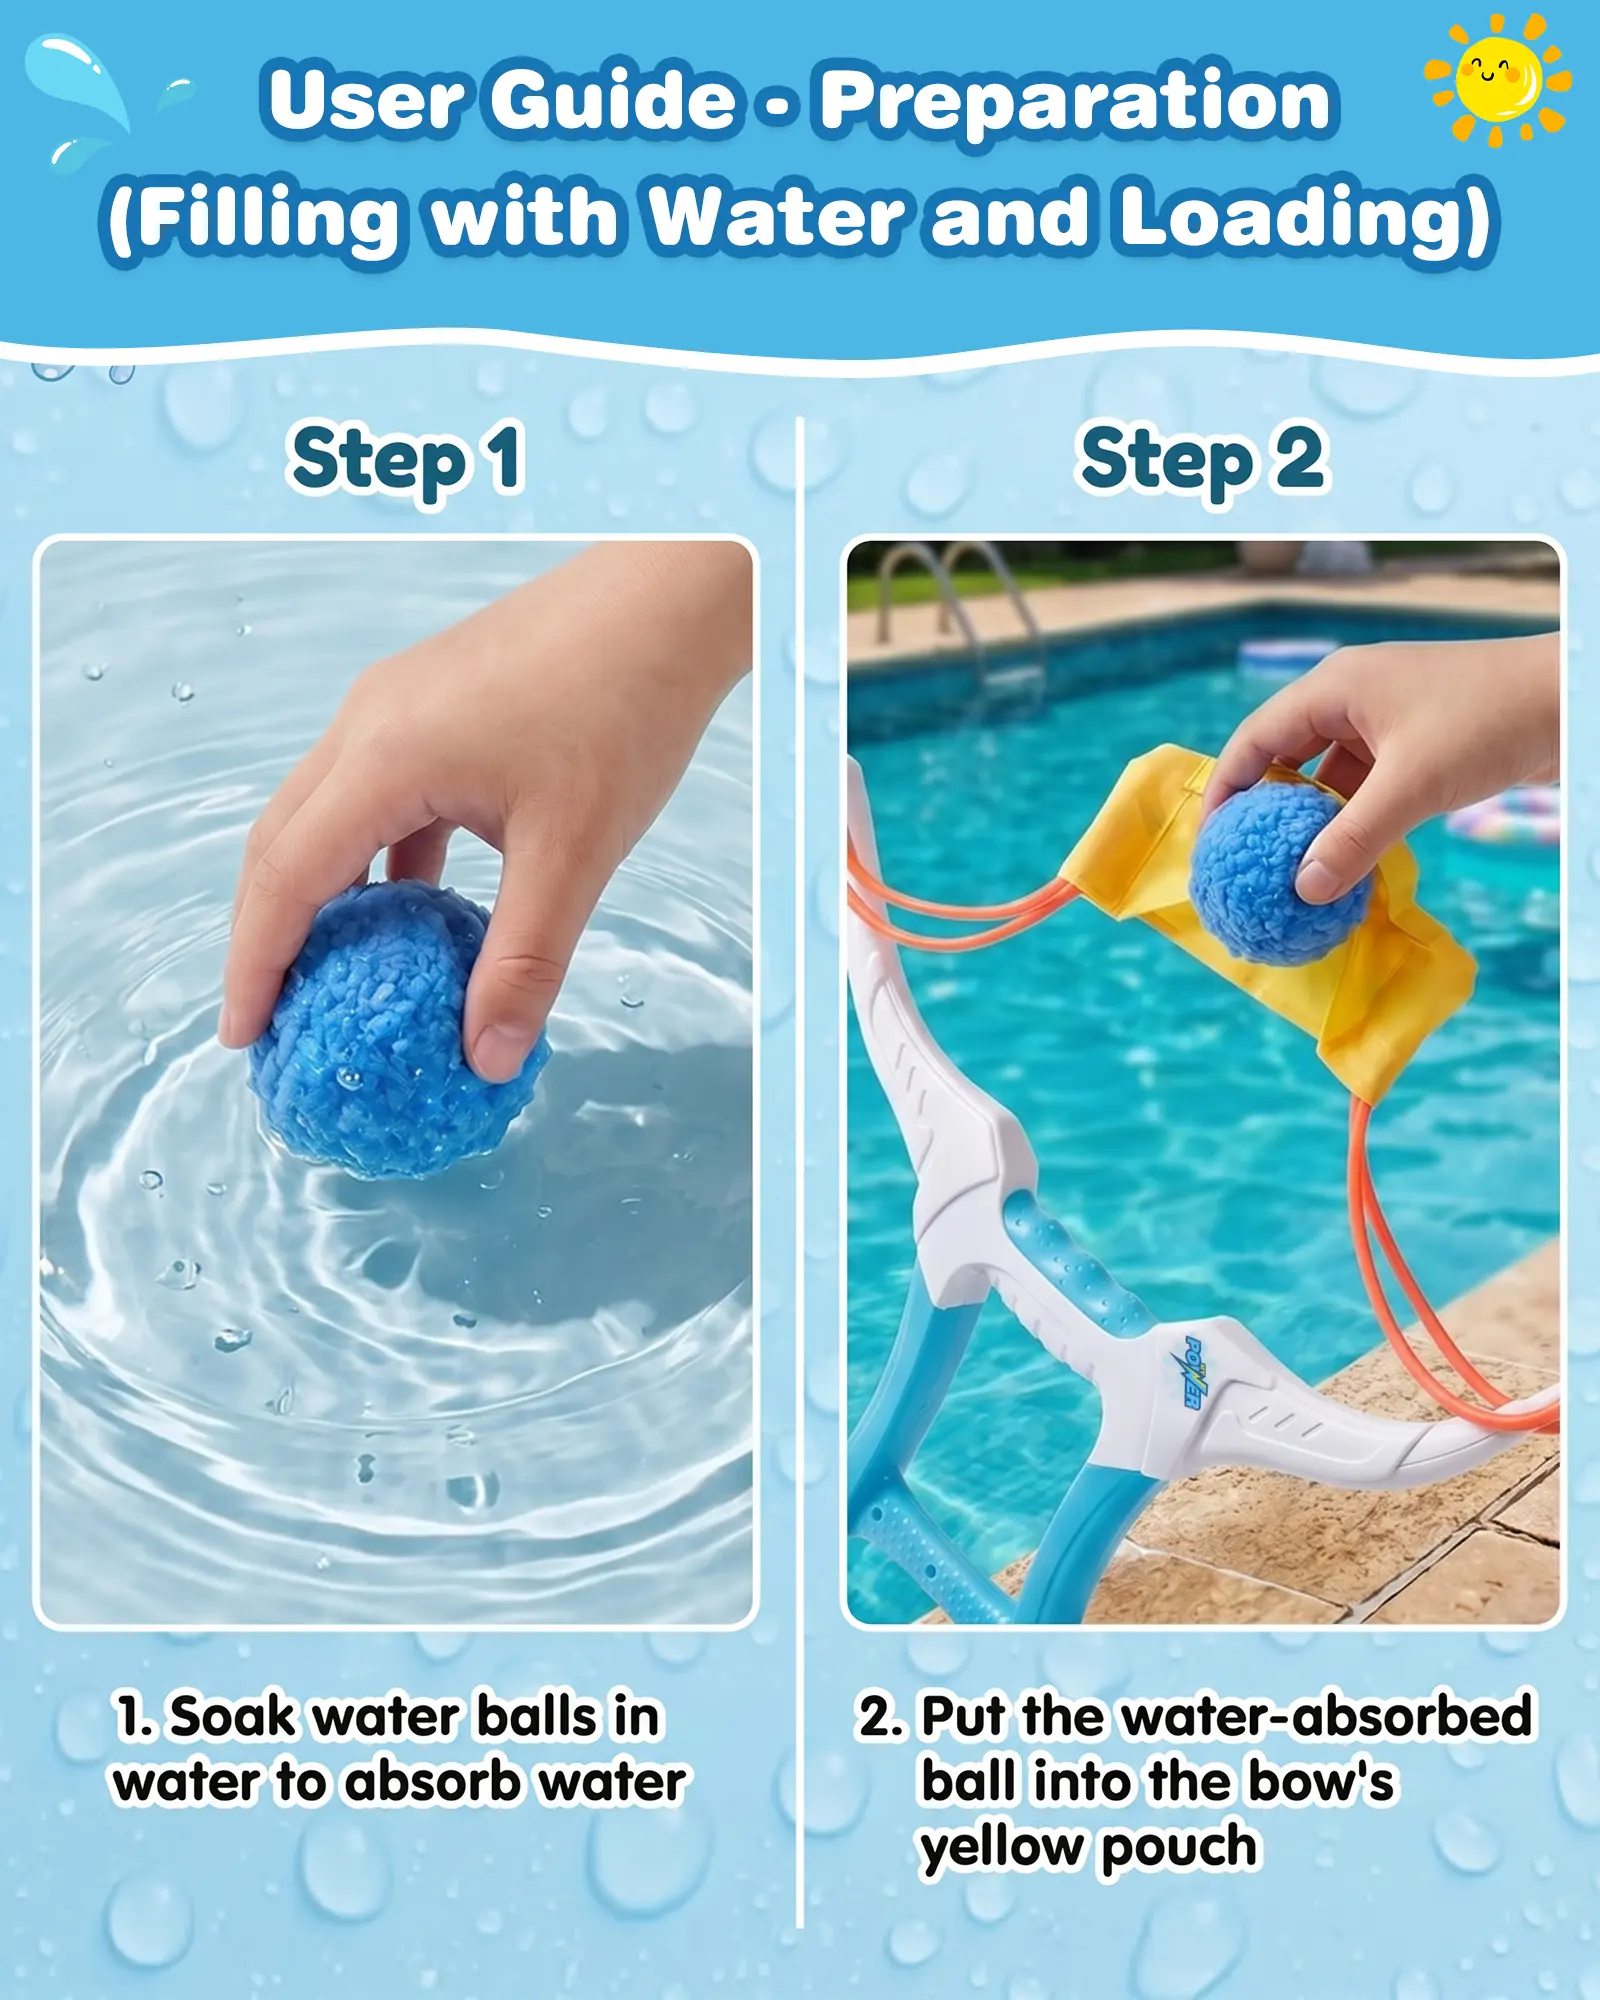 User Guide - Preparation
(Filling with Water and Loading)
Step 1
Step 2
1. Soak water balls in
water to absorb water
2. Put the water-absorbed
ball into the bow's
yellow pouch
POWER